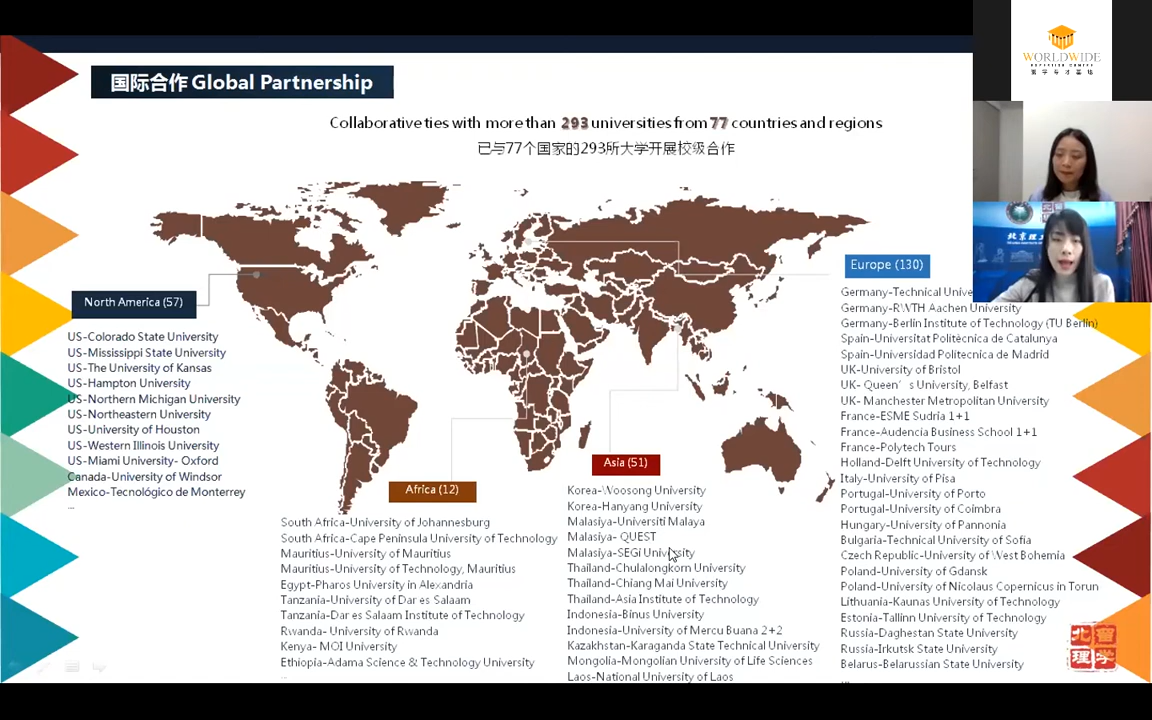 国际合作 Global Partnership
Collaborative ties with more than 293 universities from 77 countries and regions
已与77个国家的293所大学开展校级合作
North America (57)
US-Colorado State University
US-Mississippi State University
US-The University of Kansas
US-Hampton University
US-Northern Michigan University
US-Northeastern University
US-University of Houston
US-Western Illinois University
US-Miami University- Oxford
Canada-University of Windsor
Mexico-Tecnológico de Monterrey
...
Africa (12)
South Africa-University of Johannesburg
South Africa-Cape Peninsula University of Technology
Mauritius-University of Mauritius
Mauritius-University of Technology, Mauritius
Egypt-Pharos University in Alexandria
Tanzania-University of Dar es Salaam
Tanzania-Dar es Salaam Institute of Technology
Rwanda- University of Rwanda
Kenya- MOI University
Ethiopia-Adama Science & Technology University
...
Asia (51)
Korea-Woosong University
Korea-Hanyang University
Malasiya-Universiti Malaya
Malasiya- QUEST
Malasiya-SEGi University
Thailand-Chulalongkorn University
Thailand-Chiang Mai University
Thailand-Asia Institute of Technology
Indonesia-Binus University
Indonesia-University of Mercu Buana 2+2
Kazakhstan-Karaganda State Technical University
Mongolia-Mongolian University of Life Sciences
Laos-National University of Laos
Europe (130)
Germany-Technical Unive
Germany-RWTH Aachen University
Germany-Berlin Institute of Technology (TU Berlin)
Spain-Universitat Politècnica de Catalunya
Spain-Universidad Politecnica de Madrid
UK-University of Bristol
UK- Queen's University, Belfast
UK- Manchester Metropolitan University
France-ESME Sudria 1+1
France-Audencia Business School 1+1
France-Polytech Tours
Holland-Delft University of Technology
Italy-University of Pisa
Portugal-University of Porto
Portugal-University of Coimbra
Hungary-University of Pannonia
Bulgaria-Technical University of Sofia
Czech Republic-University of West Bohemia
Poland-University of Gdansk
Poland-University of Nicolaus Copernicus in Torun
Lithuania-Kaunas University of Technology
Estonia-Tallinn University of Technology
Russia-Daghestan State University
Russia-Irkutsk State University
Belarus-Belarussian State University
...
北理
留学
WORLDWIDE
北京理工